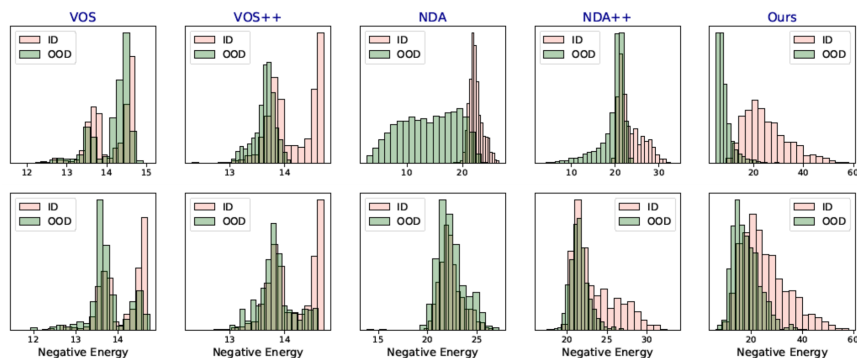 VOS VOS++ NDA NDA++ Ours
ID ID ID ID ID
OOD OOD OOD OOD OOD
12 13 14 15 13 14 10 20 10 20 30 20 40 60
ID ID ID ID ID
OOD OOD OOD OOD OOD
12 13 14 13 14 15 20 25 20 25 30 20 40 60
Negative Energy Negative Energy Negative Energy Negative Energy Negative Energy